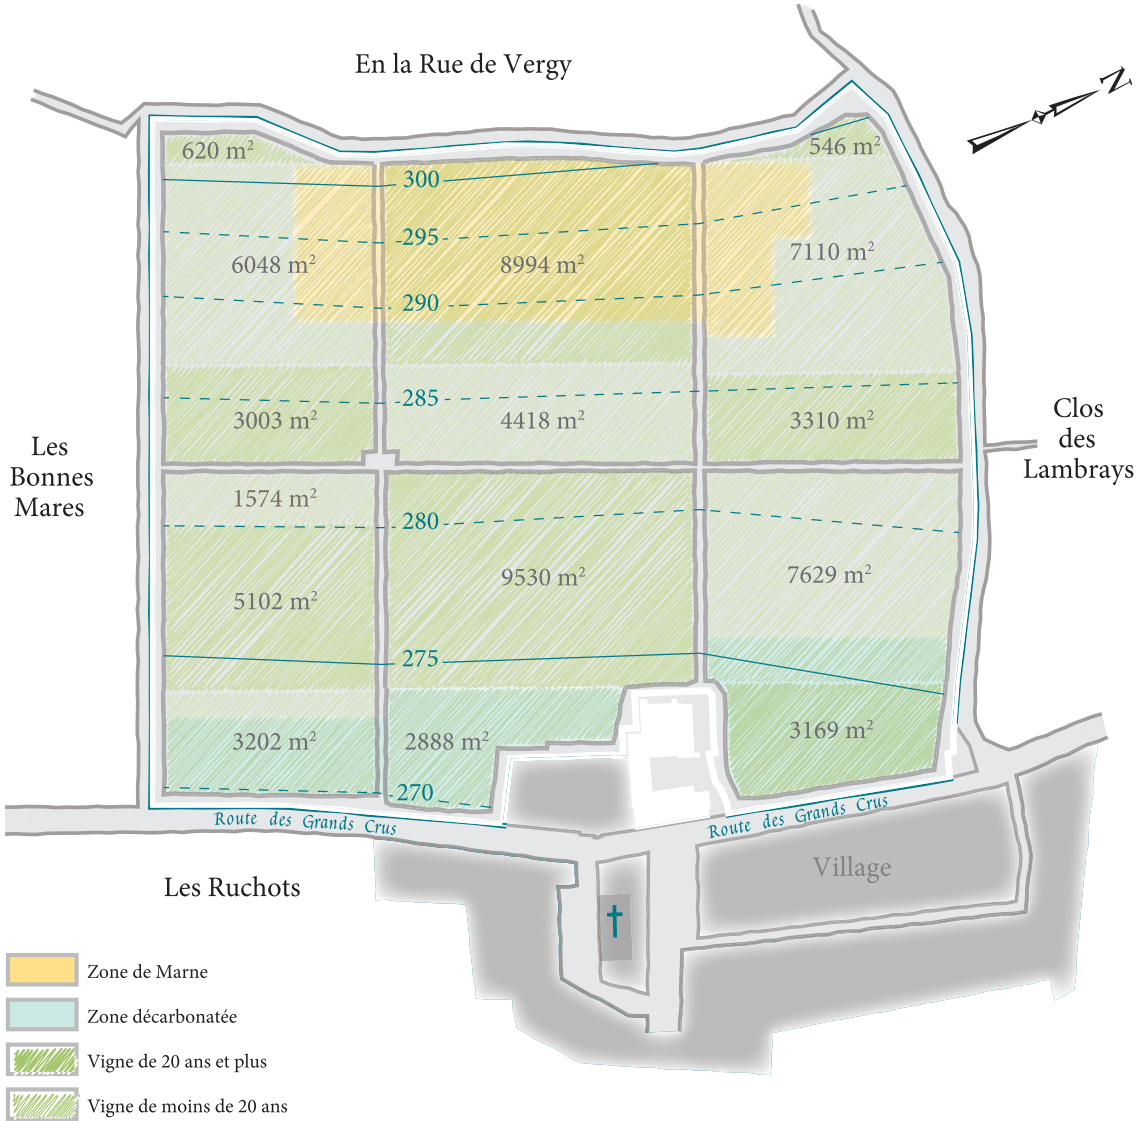 En la Rue de Vergy
N
620 m²
546 m²
300
295
6048 m²
8994 m²
7110 m²
290
285
3003 m²
4418 m²
3310 m²
Les
Bonnes
Mares
Clos
des
Lambrays
1574 m²
280
5102 m²
9530 m²
7629 m²
275
3202 m²
2888 m²
3169 m²
270
Route des Grands Crus
Route des Grands Crus
Les Ruchots
Village
Zone de Marne
Zone décarbonatée
Vigne de 20 ans et plus
Vigne de moins de 20 ans